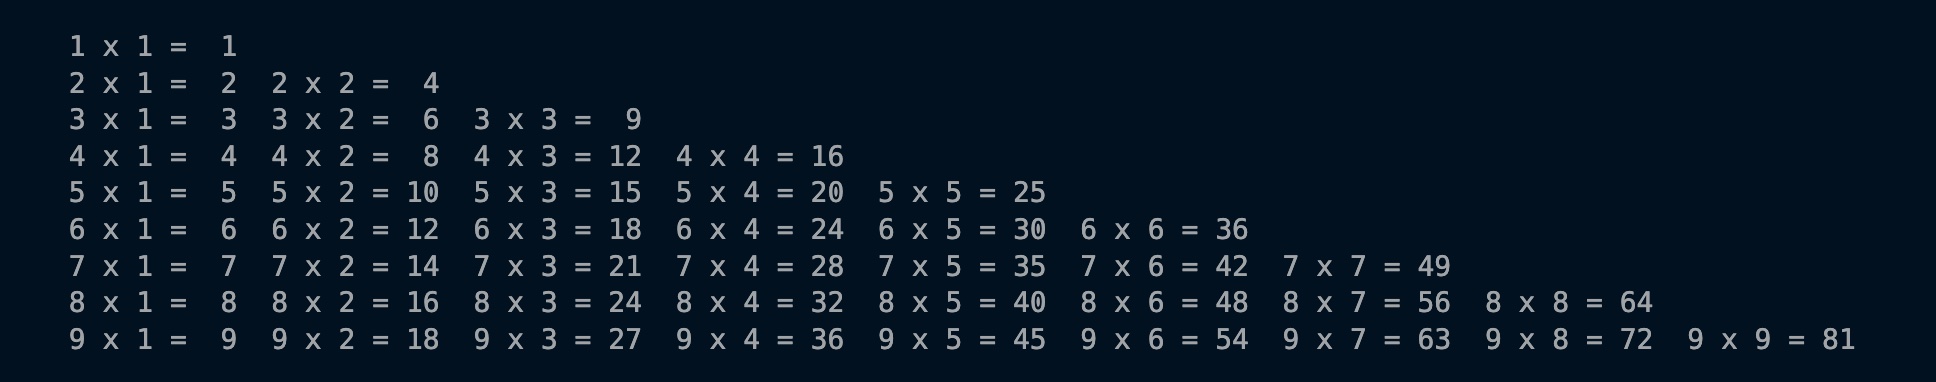 1 x 1 =  1
2 x 1 =  2  2 x 2 =  4
3 x 1 =  3  3 x 2 =  6  3 x 3 =  9
4 x 1 =  4  4 x 2 =  8  4 x 3 = 12  4 x 4 = 16
5 x 1 =  5  5 x 2 = 10  5 x 3 = 15  5 x 4 = 20  5 x 5 = 25
6 x 1 =  6  6 x 2 = 12  6 x 3 = 18  6 x 4 = 24  6 x 5 = 30  6 x 6 = 36
7 x 1 =  7  7 x 2 = 14  7 x 3 = 21  7 x 4 = 28  7 x 5 = 35  7 x 6 = 42  7 x 7 = 49
8 x 1 =  8  8 x 2 = 16  8 x 3 = 24  8 x 4 = 32  8 x 5 = 40  8 x 6 = 48  8 x 7 = 56  8 x 8 = 64
9 x 1 =  9  9 x 2 = 18  9 x 3 = 27  9 x 4 = 36  9 x 5 = 45  9 x 6 = 54  9 x 7 = 63  9 x 8 = 72  9 x 9 = 81